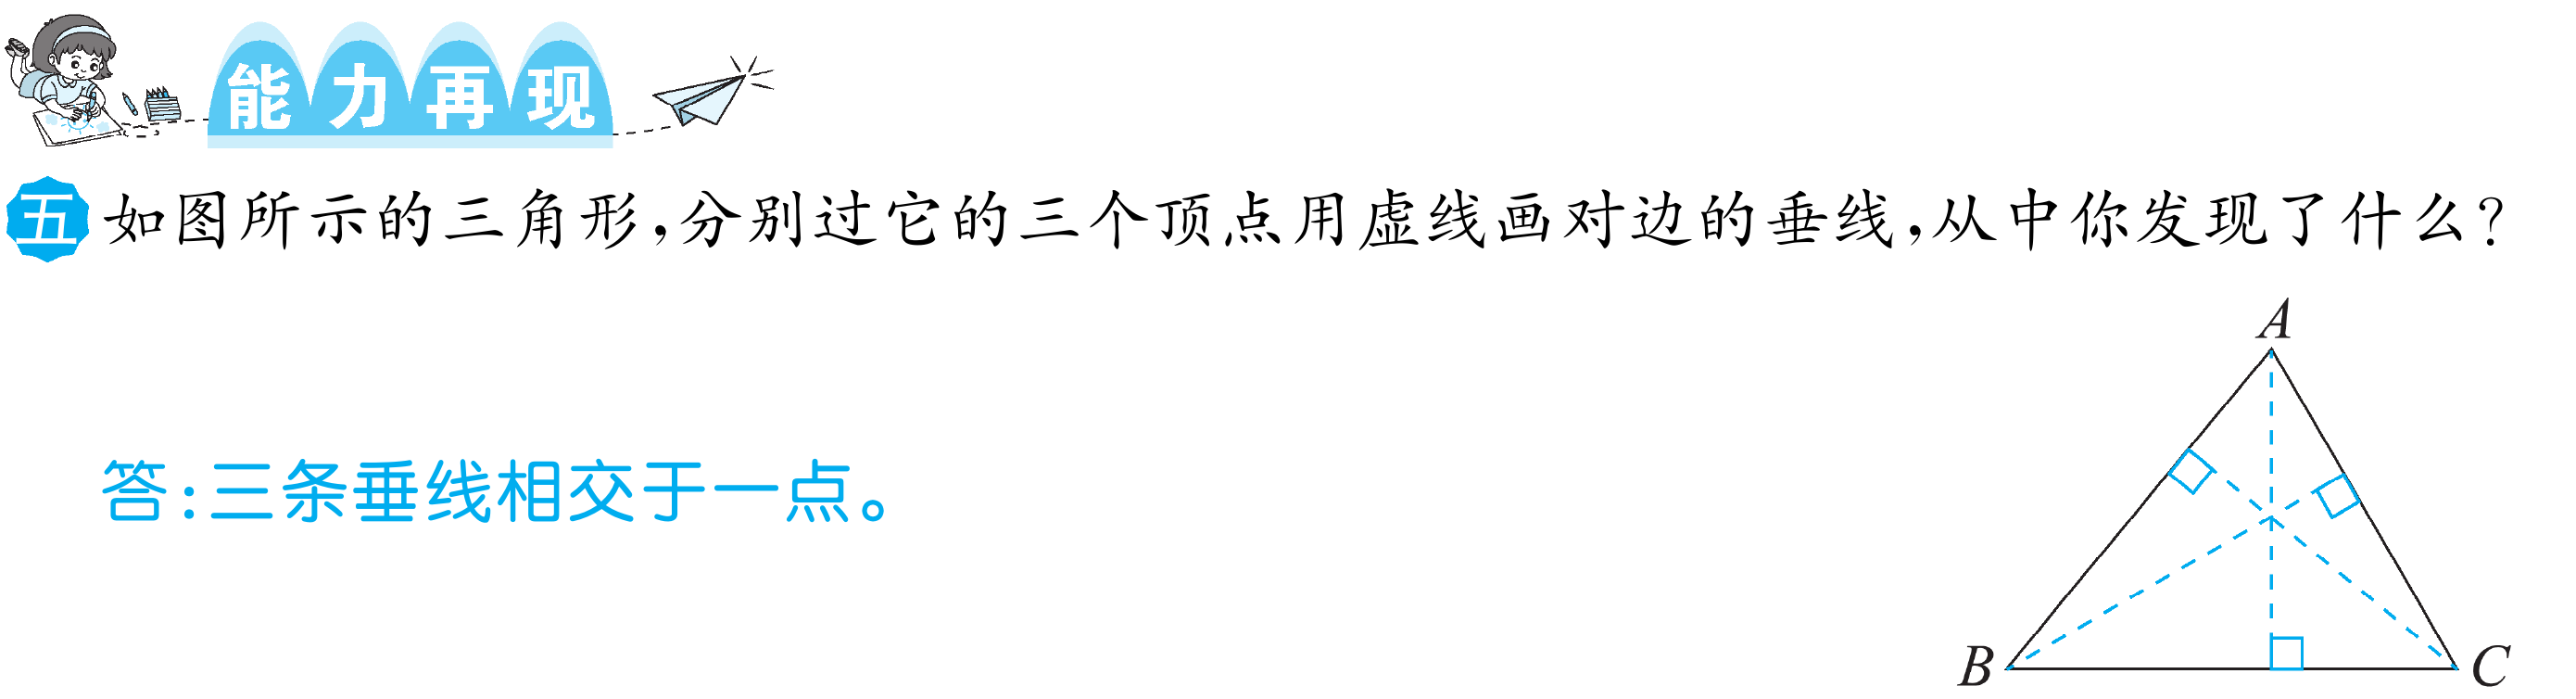 能力再现
五 如图所示的三角形,分别过它的三个顶点用虚线画对边的垂线,从中你发现了什么?
A
答:三条垂线相交于一点。
B
C